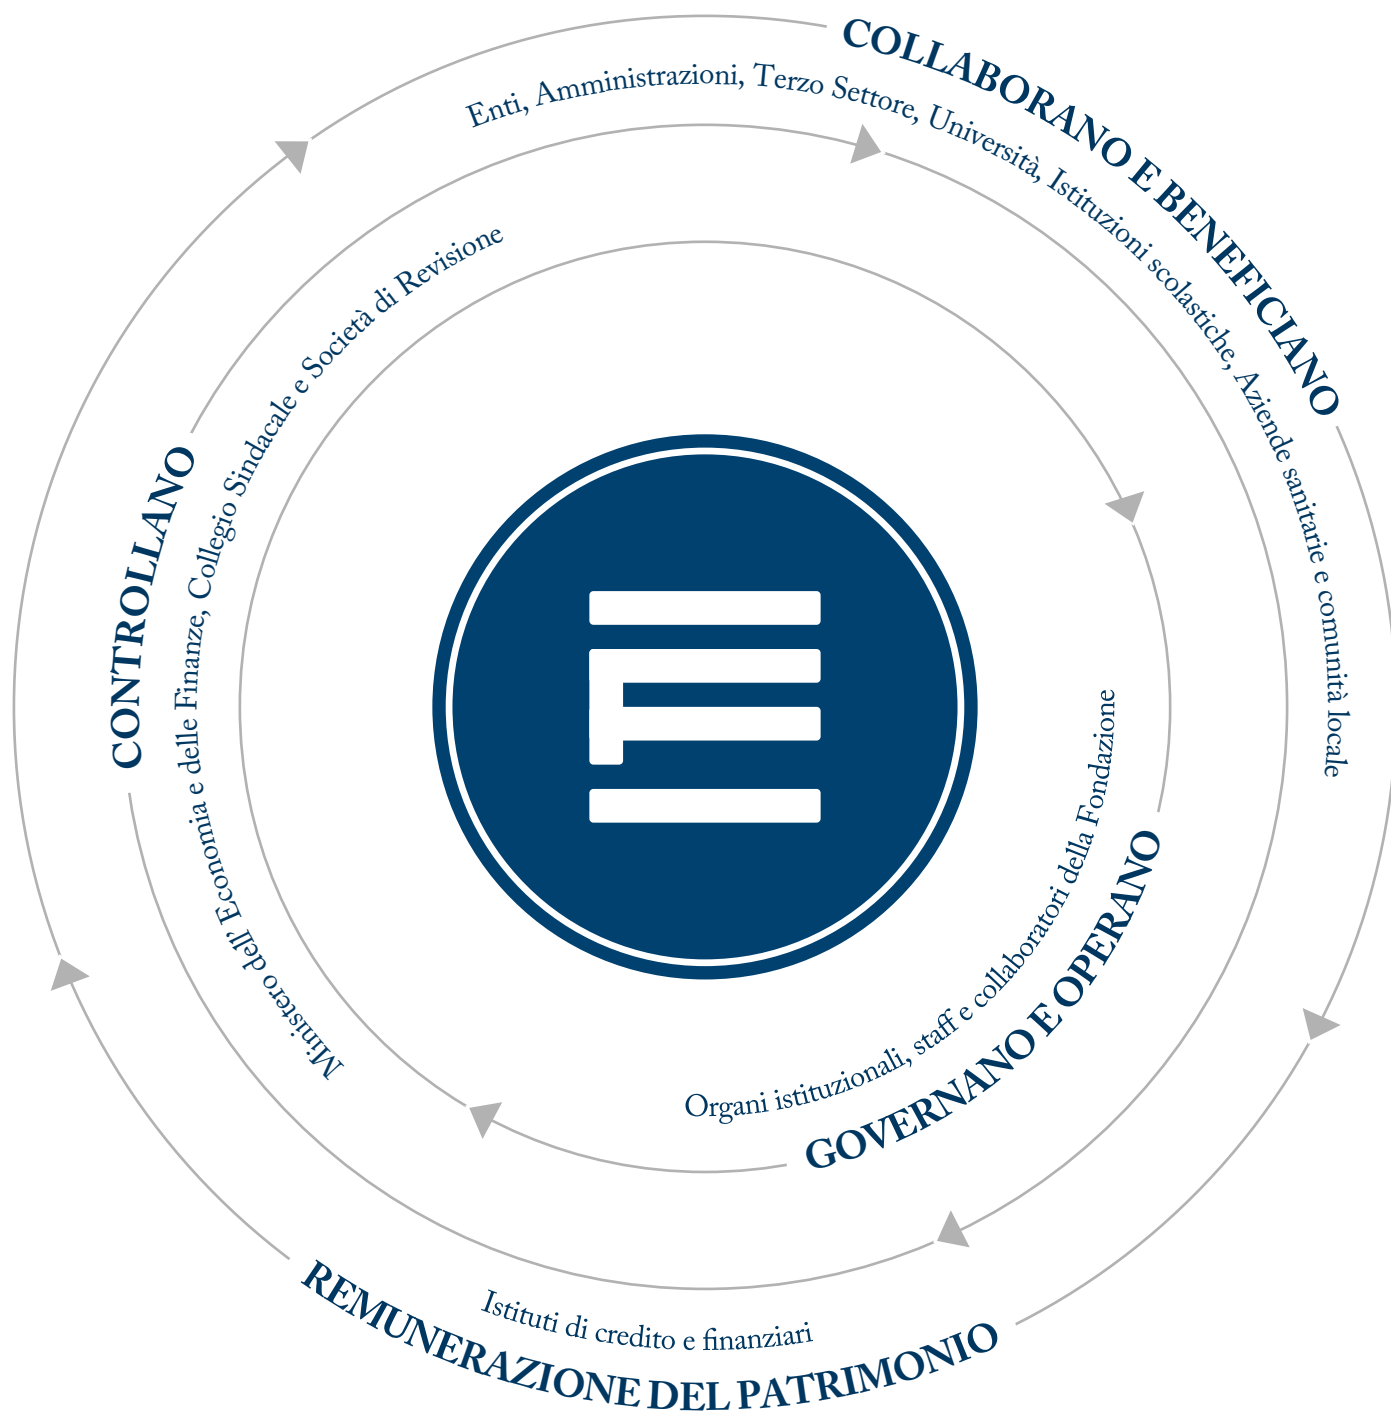 COLLABORANO E BENEFICIANO
Enti, Amministrazioni, Terzo Settore, Università, Istituzioni scolastiche, Aziende sanitarie e comunità locale
CONTROLLANO
Ministero dell' Economia e delle Finanze, Collegio Sindacale e Società di Revisione
Organi istituzionali, staff e collaboratori della Fondazione
GOVERNANO E OPERANO
Istituti di credito e finanziari
REMUNERAZIONE DEL PATRIMONIO